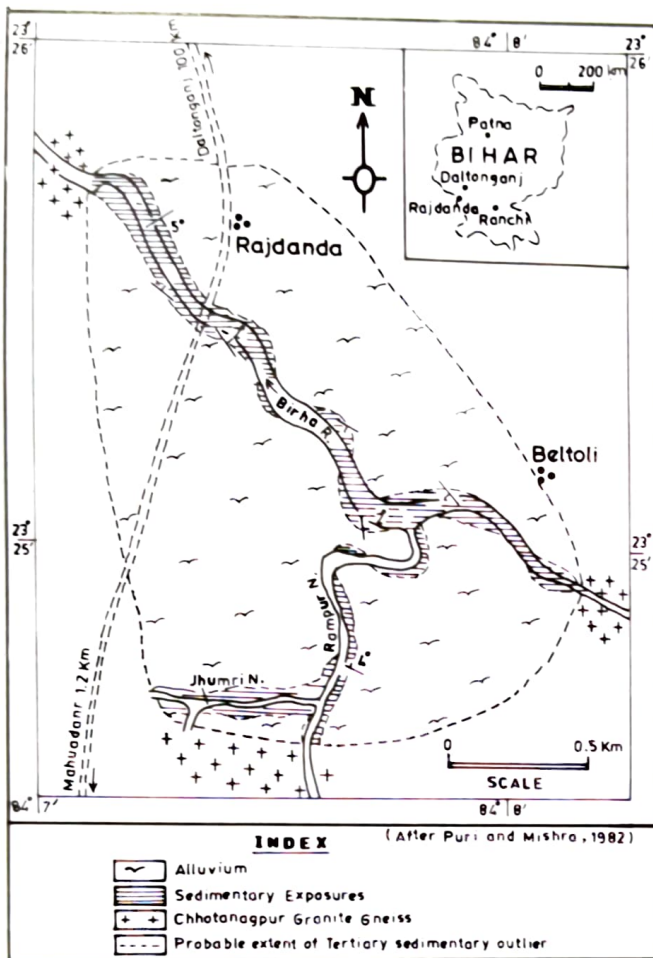 23° 26'
Daltonganj 100 Km
84° 8'
23° 26'
0 200 km
N
Patna
BIHAR
Daltonganj
Rajdanda
Ranchi
5°
Rajdanda
Birha R.
Beltoli
23° 25'
23° 25'
Rampur N.
Jhumri N.
Mahuadanr 1.2 Km
0 0.5 Km
SCALE
84° 7'
84° 8'
INDEX
(After Puri and Mishra, 1982)
Alluvium
Sedimentary Exposures
Chhotanagpur Granite Gneiss
Probable extent of Tertiary sedimentary outlier